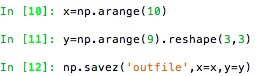 In [10]: x=np.arange(10)
In [11]: y=np.arange(9).reshape(3,3)
In [12]: np.savez('outfile',x=x,y=y)